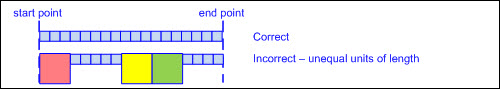 start point end point
Correct
Incorrect – unequal units of length